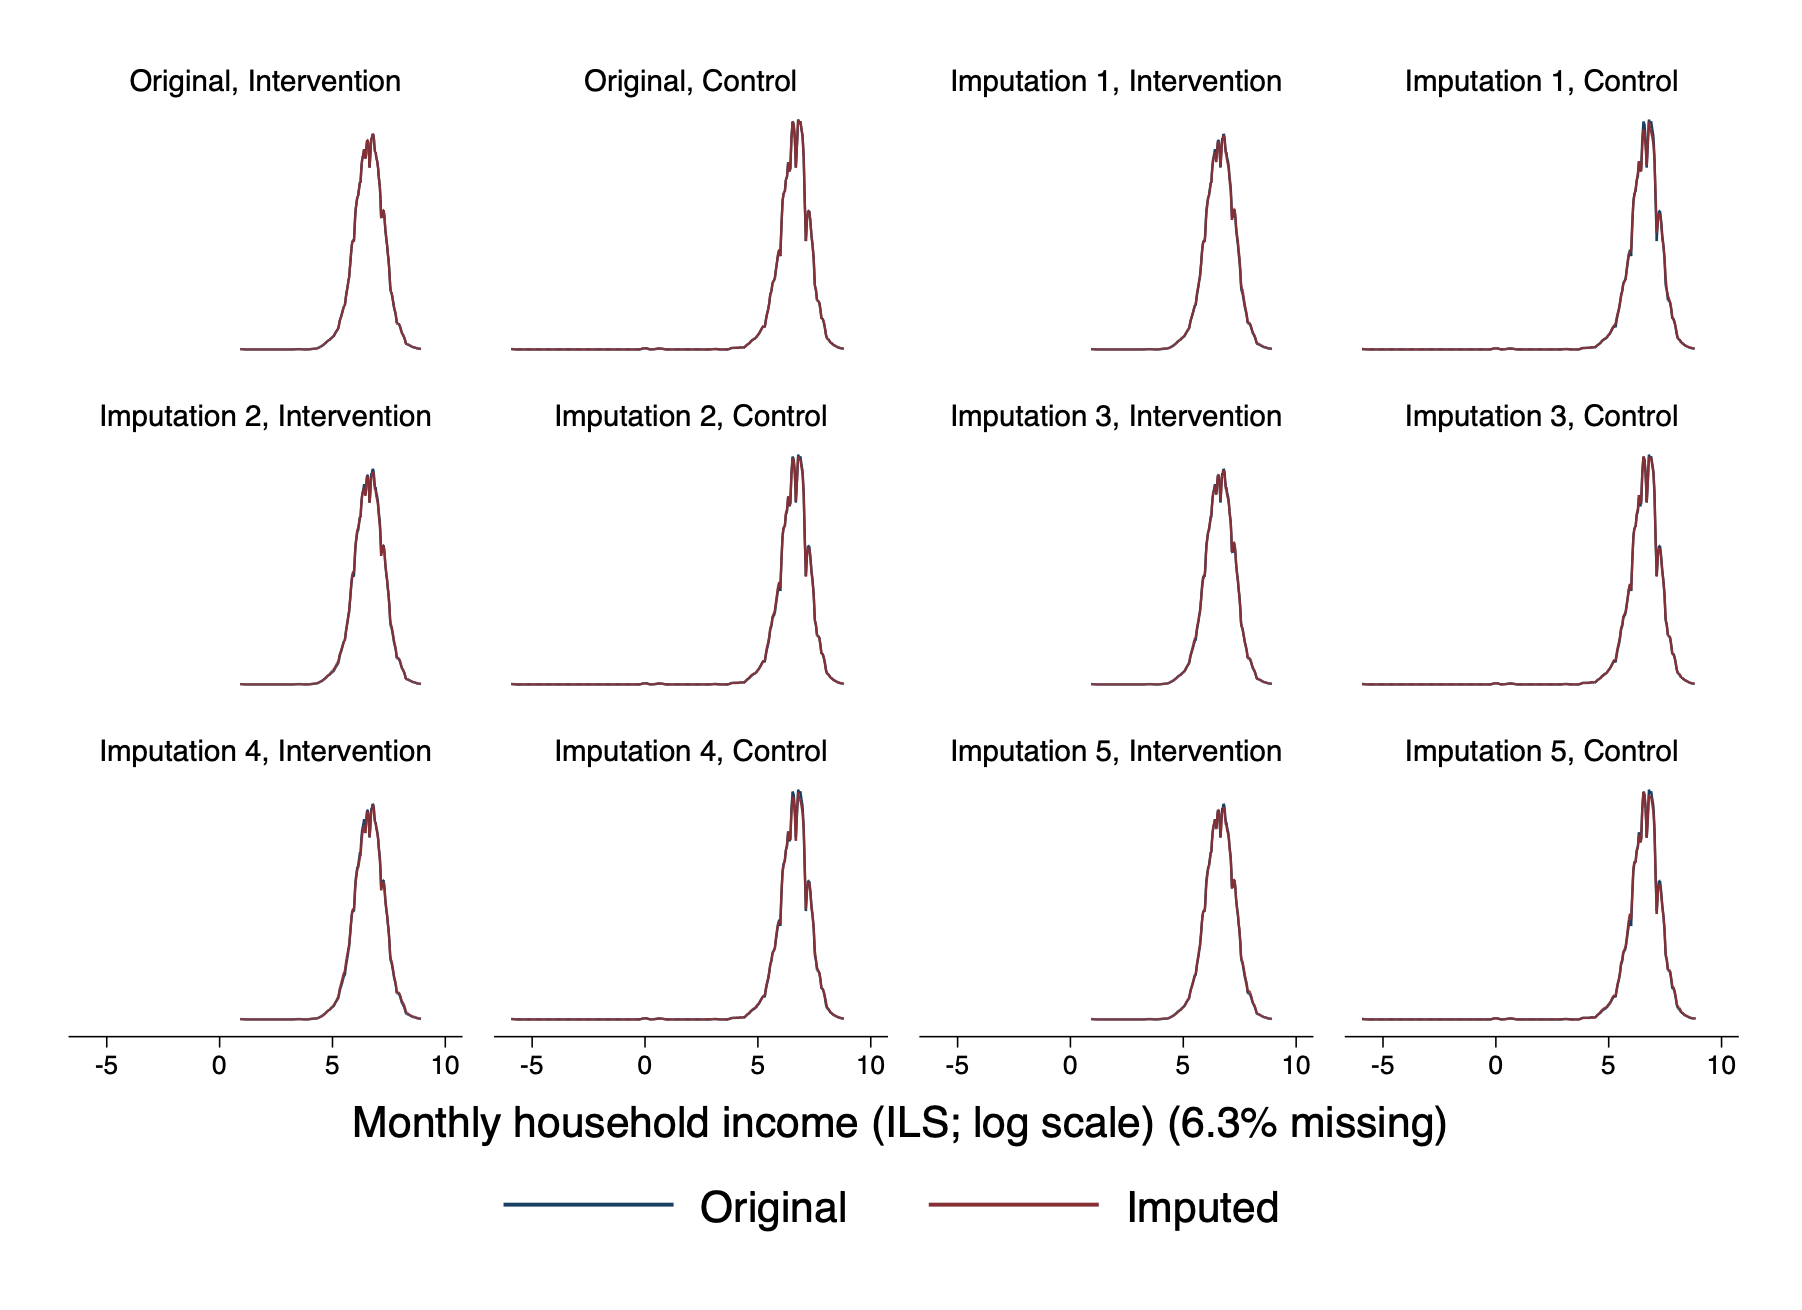 Original, Intervention
Original, Control
Imputation 1, Intervention
Imputation 1, Control
Imputation 2, Intervention
Imputation 2, Control
Imputation 3, Intervention
Imputation 3, Control
Imputation 4, Intervention
Imputation 4, Control
Imputation 5, Intervention
Imputation 5, Control
-5 0 5 10
-5 0 5 10
-5 0 5 10
-5 0 5 10
Monthly household income (ILS; log scale) (6.3% missing)
Original
Imputed